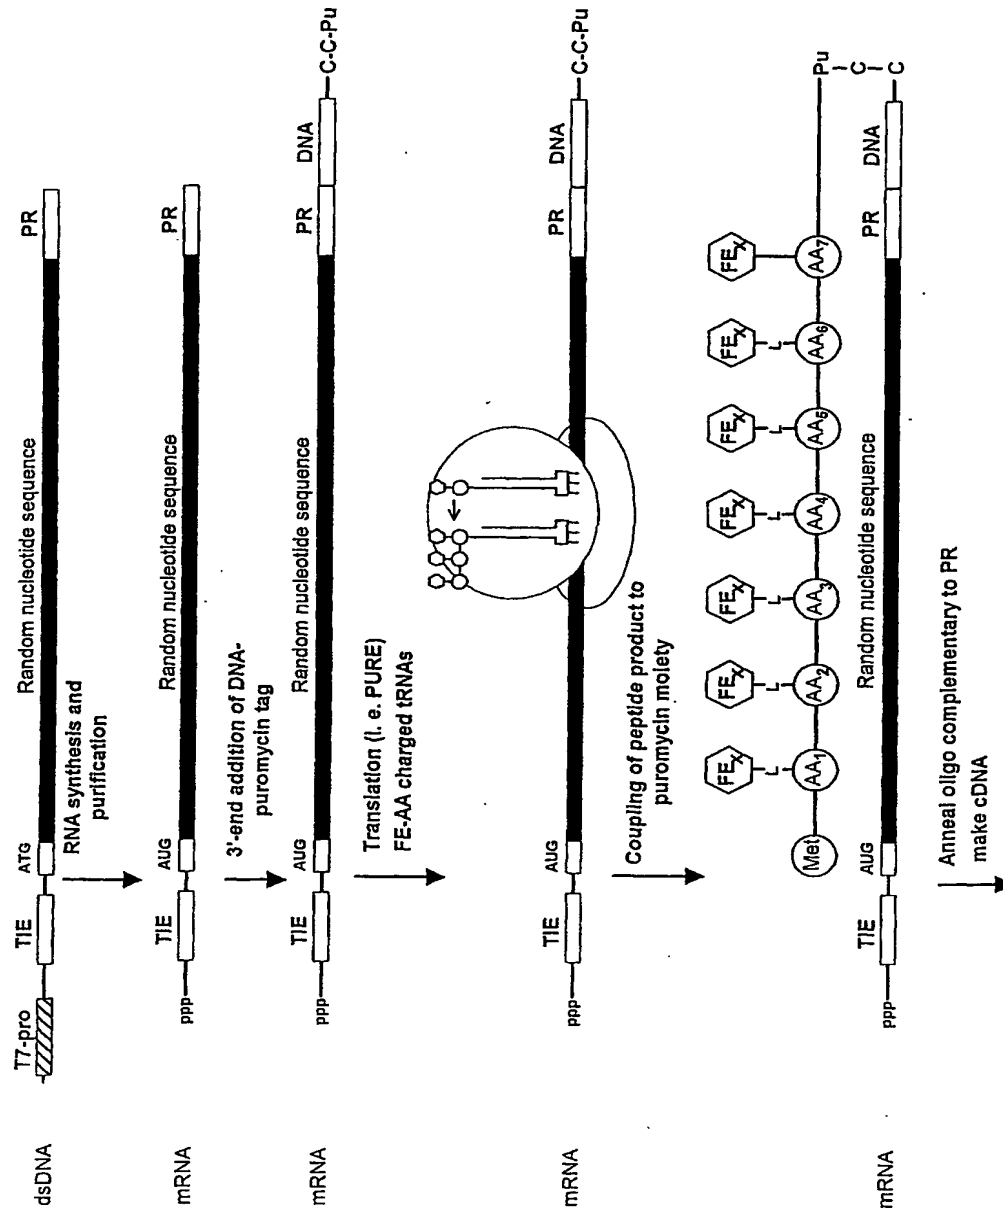 dsDNA
T7-pro
TIE
ATG
Random nucleotide sequence
PR
RNA synthesis and
purification
mRNA
ppp
TIE
AUG
Random nucleotide sequence
PR
3'-end addition of DNA-
puromycin tag
mRNA
ppp
TIE
AUG
Random nucleotide sequence
PR
DNA
C-C-Pu
Translation (i. e. PURE)
FE-AA charged tRNAs
mRNA
ppp
TIE
AUG
PR
DNA
C-C-Pu
Coupling of peptide product to
puromycin moiety
FEX
FEX
FEX
FEX
FEX
FEX
FEX
L
L
L
L
L
L
Met
AA1
AA2
AA3
AA4
AA5
AA6
AA7
Pu
C
C
mRNA
ppp
TIE
AUG
Random nucleotide sequence
PR
DNA
Anneal oligo complementary to PR
make cDNA